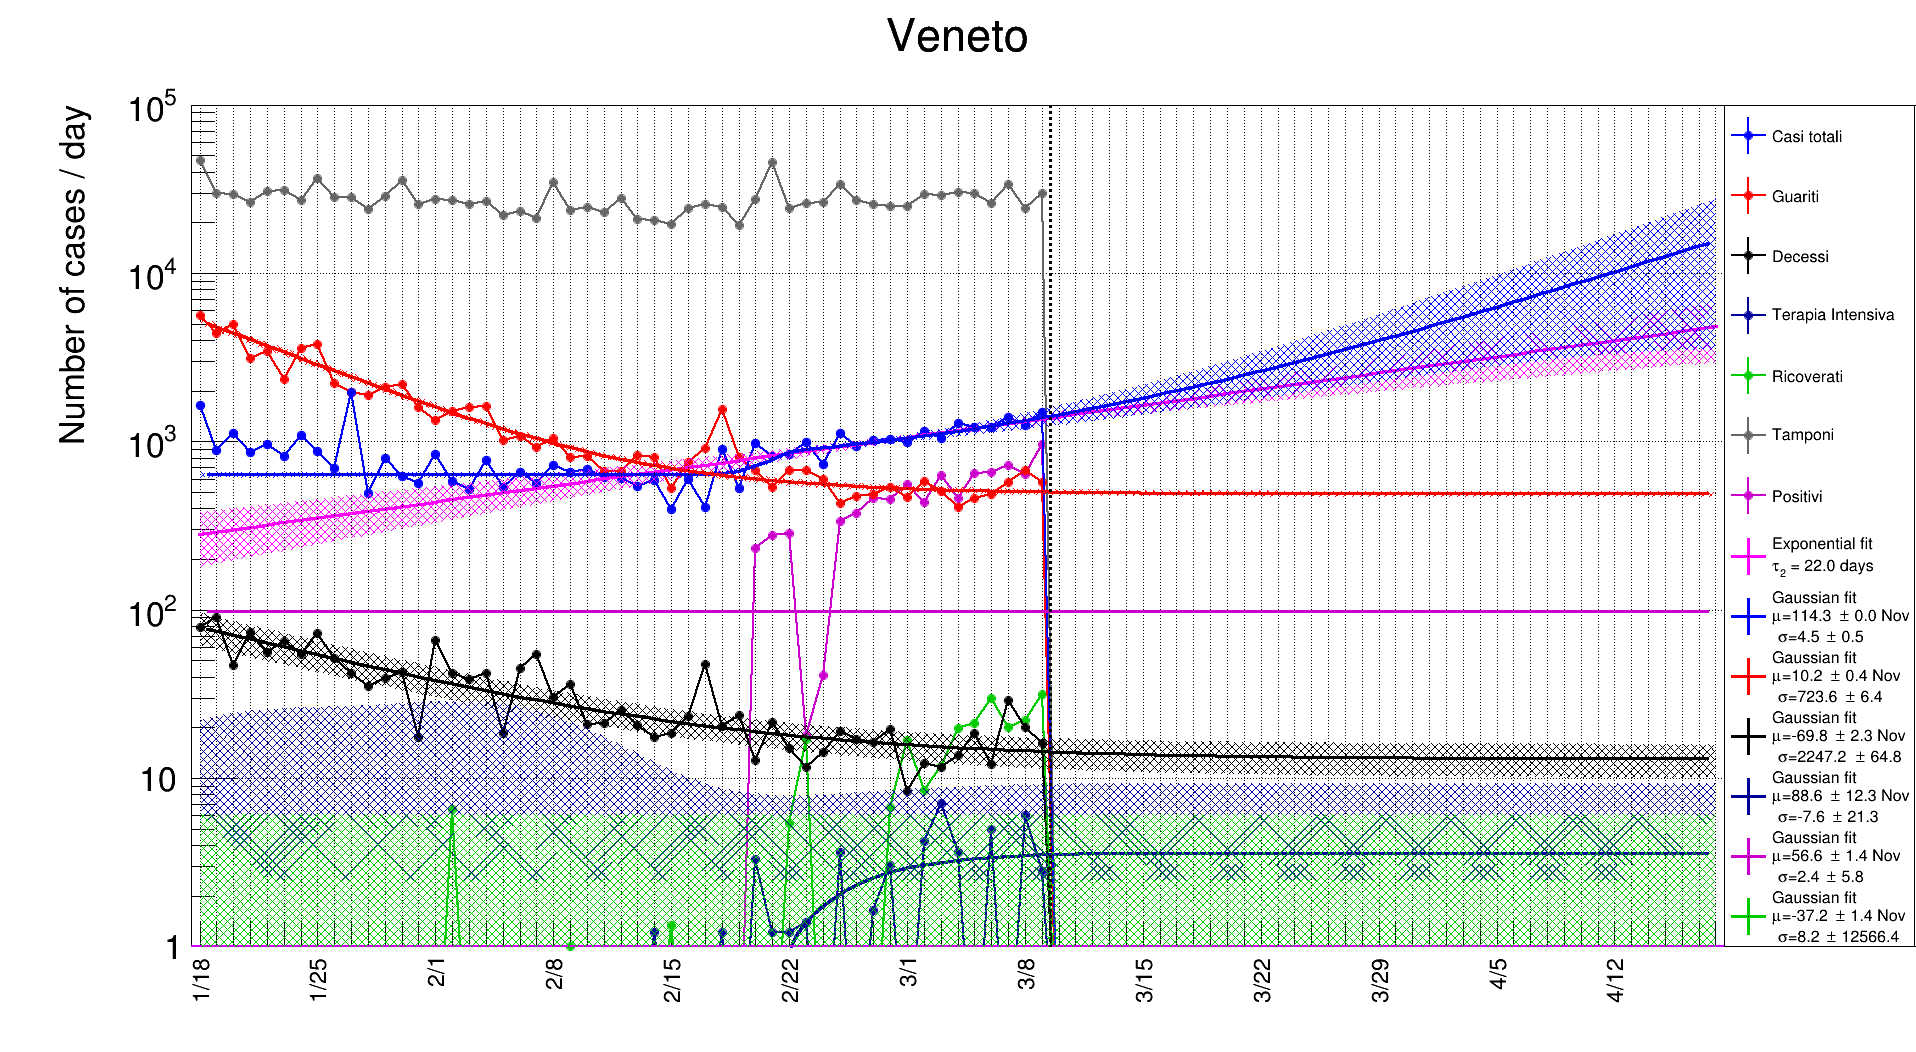 Veneto
Number of cases / day
10^5
10^4
10^3
10^2
10
1
1/18
1/25
2/1
2/8
2/15
2/22
3/1
3/8
3/15
3/22
3/29
4/5
4/12
Casi totali
Guariti
Decessi
Terapia Intensiva
Ricoverati
Tamponi
Positivi
Exponential fit
τ_2 = 22.0 days
Gaussian fit
μ=114.3 ± 0.0 Nov
σ=4.5 ± 0.5
Gaussian fit
μ=10.2 ± 0.4 Nov
σ=723.6 ± 6.4
Gaussian fit
μ=-69.8 ± 2.3 Nov
σ=2247.2 ± 64.8
Gaussian fit
μ=88.6 ± 12.3 Nov
σ=-7.6 ± 21.3
Gaussian fit
μ=56.6 ± 1.4 Nov
σ=2.4 ± 5.8
Gaussian fit
μ=-37.2 ± 1.4 Nov
σ=8.2 ± 12566.4